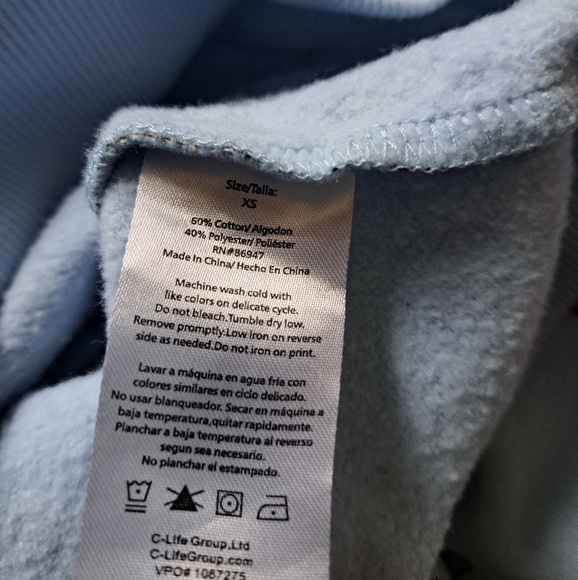 Size/Talla:
XS
60% Cotton/ Algodon
40% Polyester/ Poliéster
RN#86947
Made In China/ Hecho En China
Machine wash cold with
like colors on delicate cycle.
Do not bleach.Tumble dry low.
Remove promptly.Low iron on reverse
side as needed.Do not iron on print.
Lavar a máquina en agua fría con
colores similares en ciclo delicado.
No usar blanqueador. Secar en máquina a
baja temperatura,quitar rapidamente.
Planchar a baja temperatura al reverso
segun sea necesario.
No planchar el estampado.
C-Life Group,Ltd
C-LifeGroup.com
VPO# 1087275